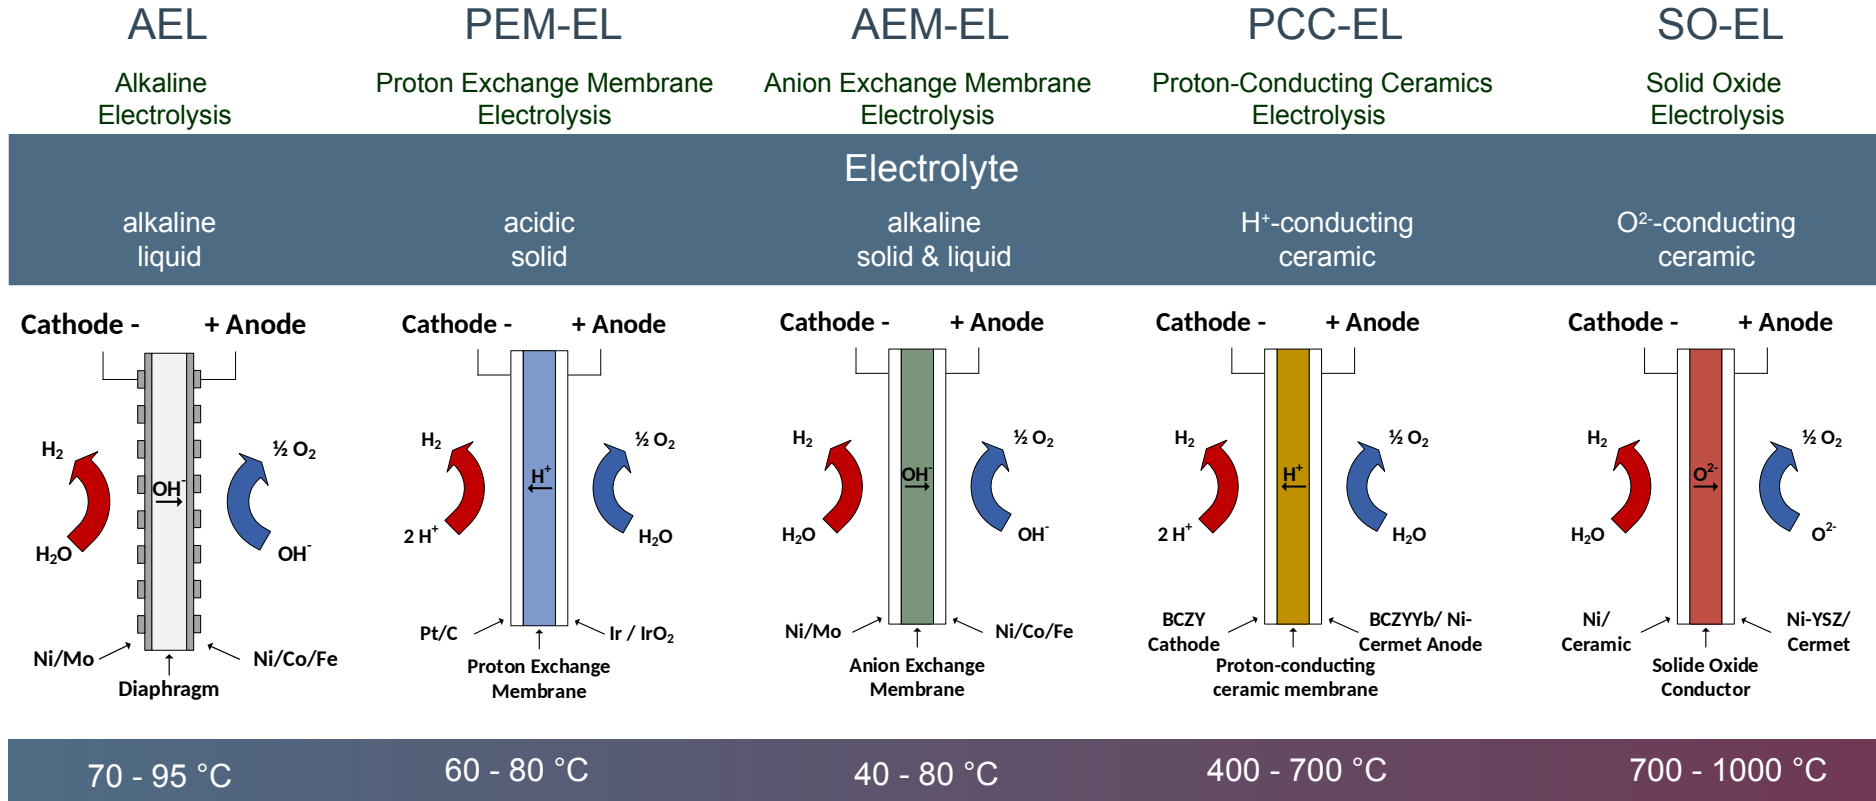 AEL
PEM-EL
AEM-EL
PCC-EL
SO-EL
Alkaline
Electrolysis
Proton Exchange Membrane
Electrolysis
Anion Exchange Membrane
Electrolysis
Proton-Conducting Ceramics
Electrolysis
Solid Oxide
Electrolysis
Electrolyte
alkaline
liquid
acidic
solid
alkaline
solid & liquid
H⁺-conducting
ceramic
O²⁻-conducting
ceramic
Cathode -
+ Anode
H₂
½ O₂
OH⁻
H₂O
OH⁻
Ni/Mo
Ni/Co/Fe
Diaphragm
Cathode -
+ Anode
H₂
½ O₂
H⁺
2 H⁺
H₂O
Pt/C
Ir / IrO₂
Proton Exchange
Membrane
Cathode -
+ Anode
H₂
½ O₂
OH⁻
H₂O
OH⁻
Ni/Mo
Ni/Co/Fe
Anion Exchange
Membrane
Cathode -
+ Anode
H₂
½ O₂
H⁺
2 H⁺
H₂O
BCZY
Cathode
BCZYYb/ Ni-
Cermet Anode
Proton-conducting
ceramic membrane
Cathode -
+ Anode
H₂
½ O₂
O²⁻
H₂O
O²⁻
Ni/
Ceramic
Ni-YSZ/
Cermet
Solide Oxide
Conductor
70 - 95 °C
60 - 80 °C
40 - 80 °C
400 - 700 °C
700 - 1000 °C